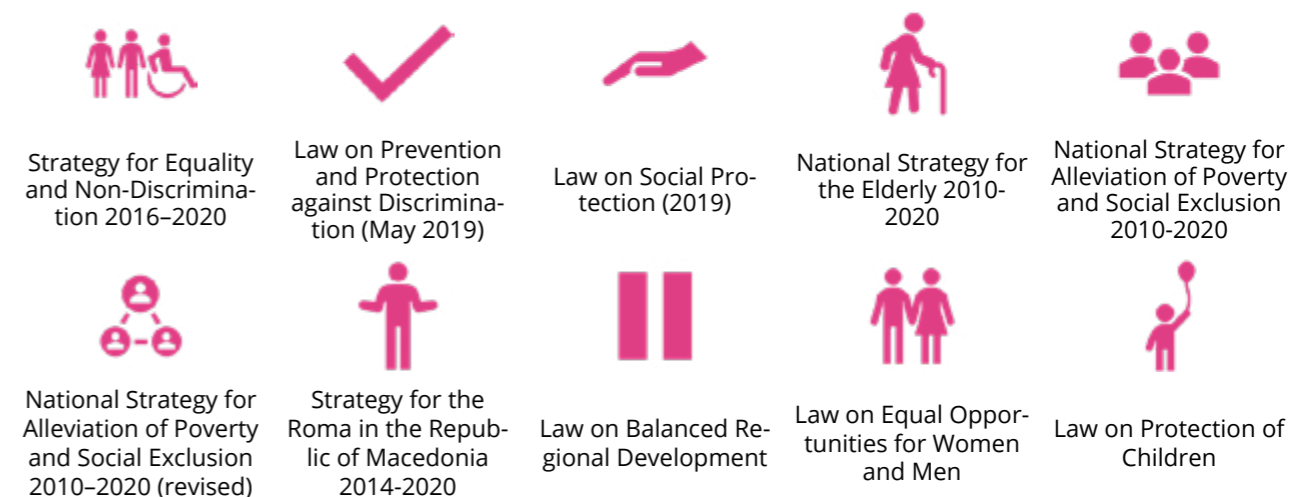 Strategy for Equality
and Non-Discrimina-
tion 2016–2020
Law on Prevention
and Protection
against Discrimina-
tion (May 2019)
Law on Social Pro-
tection (2019)
National Strategy for
the Elderly 2010-
2020
National Strategy for
Alleviation of Poverty
and Social Exclusion
2010-2020
National Strategy for
Alleviation of Poverty
and Social Exclusion
2010–2020 (revised)
Strategy for the
Roma in the Repub-
lic of Macedonia
2014-2020
Law on Balanced Re-
gional Development
Law on Equal Oppor-
tunities for Women
and Men
Law on Protection of
Children